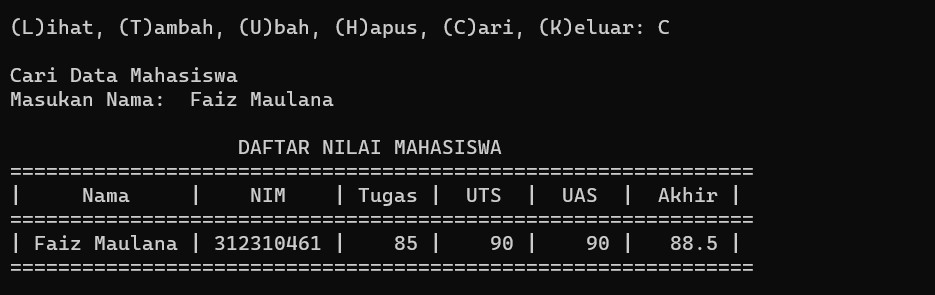 (L)ihat, (T)ambah, (U)bah, (H)apus, (C)ari, (K)eluar: C
Cari Data Mahasiswa
Masukan Nama:  Faiz Maulana
DAFTAR NILAI MAHASISWA
==============================================================
|     Nama     |    NIM    | Tugas |  UTS  |  UAS  |  Akhir |
==============================================================
| Faiz Maulana | 312310461 |    85 |    90 |    90 |   88.5 |
==============================================================